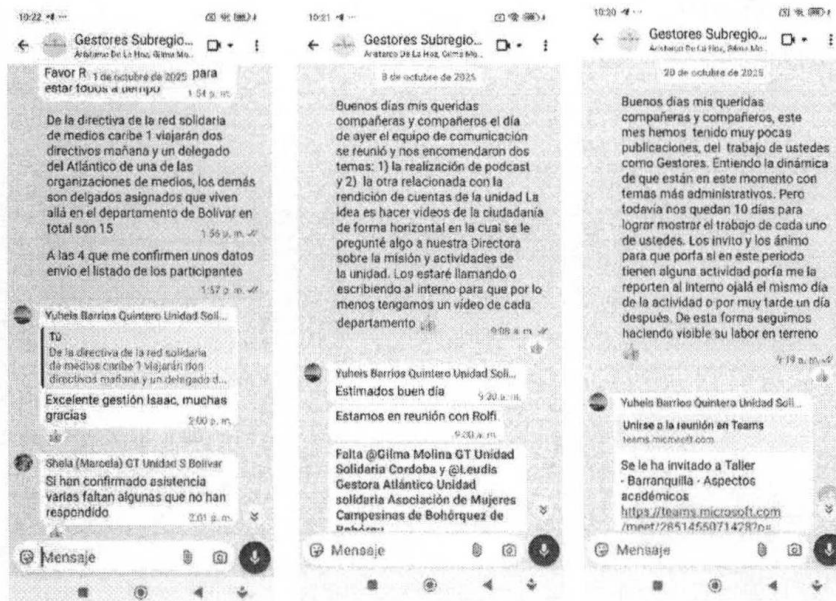 10:22
Gestores Subregio...
Aristarco De La Hoz, Gilma Mo...
Favor R
1 de octubre de 2025
para
estar todos a tiempo
1:54 p. m.
De la directiva de la red solidaria
de medios caribe 1 viajarán dos
directivos mañana y un delegado
del Atlántico de una de las
organizaciones de medios, los demás
son delgados asignados que viven
allá en el departamento de Bolívar en
total son 15
1:56 p. m.
A las 4 que me confirmen unos datos
envío el listado de los participantes
1:57 p. m.
Yuheis Barrios Quintero Unidad Soli...
Tú
De la directiva de la red solidaria
de medios caribe 1 viajarán dos
directivos mañana y un delegado d...
Excelente gestión Isaac, muchas
gracias
2:00 p. m.
Shela (Marcela) GT Unidad S Bolivar
Si han confirmado asistencia
varias faltan algunas que no han
respondido
2:01 p. m.
Mensaje
10:21
Gestores Subregio...
Aristarco De La Hoz, Gilma Mo...
8 de octubre de 2025
Buenos días mis queridas
compañeras y compañeros el día
de ayer el equipo de comunicación
se reunió y nos encomendaron dos
temas: 1) la realización de podcast
y 2) la otra relacionada con la
rendición de cuentas de la unidad La
idea es hacer videos de la ciudadanía
de forma horizontal en la cual se le
pregunté algo a nuestra Directora
sobre la misión y actividades de
la unidad. Los estaré llamando o
escribiendo al interno para que por lo
menos tengamos un video de cada
departamento
9:08 a. m.
Yuheis Barrios Quintero Unidad Soli...
Estimados buen día
9:20 a. m.
Estamos en reunión con Rolfi
9:20 a. m.
Falta @Gilma Molina GT Unidad
Solidaria Cordoba y @Leudis
Gestora Atlántico Unidad
solidaria Asociación de Mujeres
Campesinas de Bohórquez de
Bohórqu
Mensaje
10:20
Gestores Subregio...
Aristarco De La Hoz, Gilma Mo...
20 de octubre de 2025
Buenos días mis queridas
compañeras y compañeros, este
mes hemos tenido muy pocas
publicaciones, del trabajo de ustedes
como Gestores. Entiendo la dinámica
de que están en este momento con
temas más administrativos. Pero
todavía nos quedan 10 días para
lograr mostrar el trabajo de cada uno
de ustedes. Los invito y los ánimo
para que porfa si en este periodo
tienen alguna actividad porfa me la
reporten al interno ojalá el mismo día
de la actividad o por muy tarde un día
después. De esta forma seguimos
haciendo visible su labor en terreno
9:19 a. m.
Yuheis Barrios Quintero Unidad Soli...
Unirse a la reunión en Teams
teams.microsoft.com
Se le ha invitado a Taller
- Barranquilla - Aspectos
académicos
https://teams.microsoft.com
/meet/
Mensaje